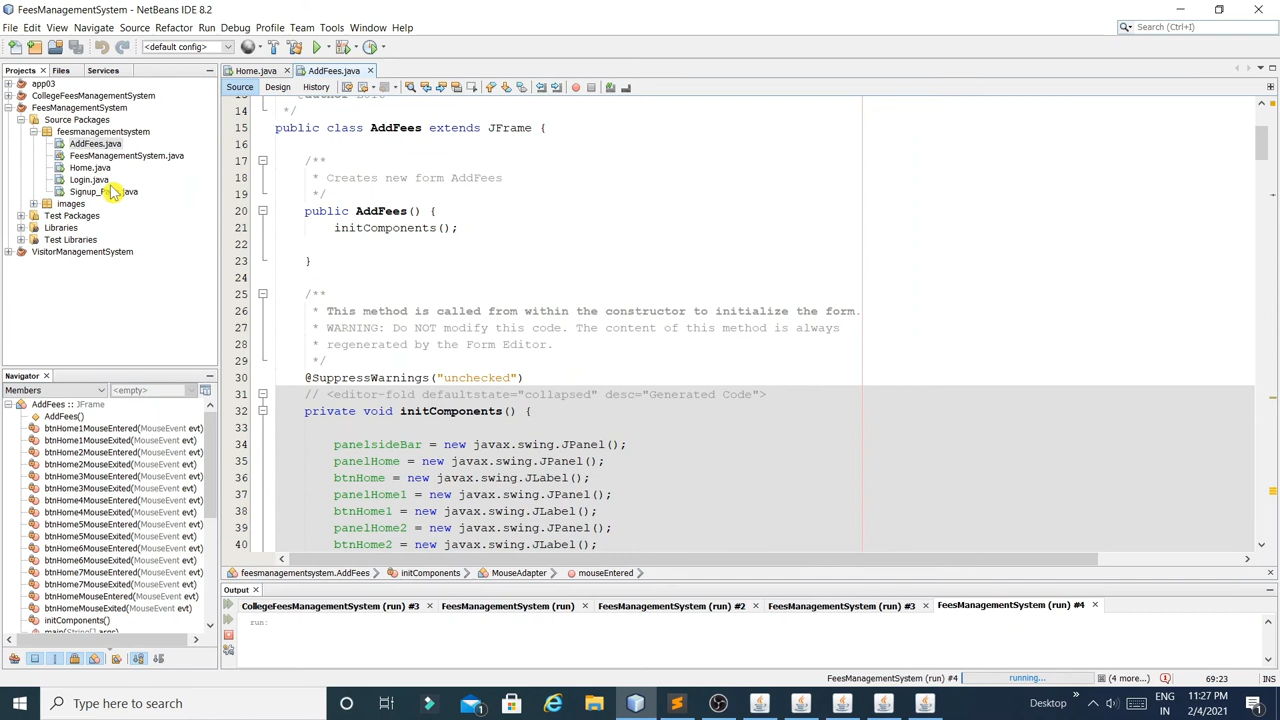 FeesManagementSystem - NetBeans IDE 8.2
File Edit View Navigate Source Refactor Run Debug Profile Team Tools Window Help
Search (Ctrl+I)
<default config>
Projects Files Services
Home.java AddFees.java
app03
CollegeFeesManagementSystem
FeesManagementSystem
Source Packages
feesmanagementsystem
AddFees.java
FeesManagementSystem.java
Home.java
Login.java
images
Test Packages
Libraries
Test Libraries
VisitorManagementSystem
Source Design History
14 */
15 public class AddFees extends JFrame {
16
17 /**
18 * Creates new form AddFees
19 */
20 public AddFees() {
21 initComponents();
22
23 }
24
25 /**
26 * This method is called from within the constructor to initialize the form.
27 * WARNING: Do NOT modify this code. The content of this method is always
28 * regenerated by the Form Editor.
29 */
30 @SuppressWarnings("unchecked")
31 // <editor-fold defaultstate="collapsed" desc="Generated Code">
32 private void initComponents() {
33
34 panelsideBar = new javax.swing.JPanel();
35 panelHome = new javax.swing.JPanel();
36 btnHome = new javax.swing.JLabel();
37 panelHome1 = new javax.swing.JPanel();
38 btnHome1 = new javax.swing.JLabel();
39 panelHome2 = new javax.swing.JPanel();
40 btnHome2 = new javax.swing.JLabel();
Navigator
Members <empty>
AddFees :: JFrame
AddFees()
btnHome1MouseEntered(MouseEvent evt)
btnHome1MouseExited(MouseEvent evt)
btnHome2MouseEntered(MouseEvent evt)
btnHome2MouseExited(MouseEvent evt)
btnHome3MouseEntered(MouseEvent evt)
btnHome3MouseExited(MouseEvent evt)
btnHome4MouseEntered(MouseEvent evt)
btnHome4MouseExited(MouseEvent evt)
btnHome5MouseEntered(MouseEvent evt)
btnHome5MouseExited(MouseEvent evt)
btnHome6MouseEntered(MouseEvent evt)
btnHome6MouseExited(MouseEvent evt)
btnHome7MouseEntered(MouseEvent evt)
btnHome7MouseExited(MouseEvent evt)
btnHomeMouseEntered(MouseEvent evt)
btnHomeMouseExited(MouseEvent evt)
initComponents()
main(String[] args)
feesmanagementsystem.AddFees initComponents MouseAdapter mouseEntered
Output
CollegeFeesManagementSystem (run) #3 FeesManagementSystem (run) FeesManagementSystem (run) #2 FeesManagementSystem (run) #3 FeesManagementSystem (run) #4
run:
FeesManagementSystem (run) #4 running... (4 more...) 69:23 INS
Type here to search
Desktop
ENG
IN
11:27 PM
2/4/2021